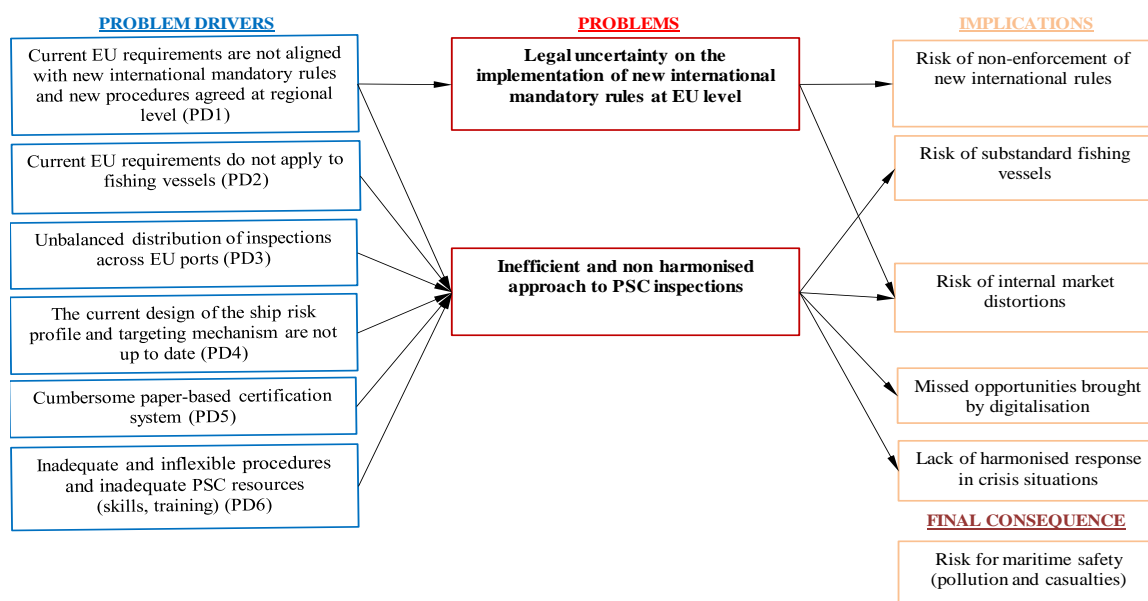 PROBLEM DRIVERS
Current EU requirements are not aligned
with new international mandatory rules
and new procedures agreed at regional
level (PD1)
Current EU requirements do not apply to
fishing vessels (PD2)
Unbalanced distribution of inspections
across EU ports (PD3)
The current design of the ship risk
profile and targeting mechanism are not
up to date (PD4)
Cumbersome paper-based certification
system (PD5)
Inadequate and inflexible procedures
and inadequate PSC resources
(skills, training) (PD6)
PROBLEMS
Legal uncertainty on the
implementation of new international
mandatory rules at EU level
Inefficient and non harmonised
approach to PSC inspections
IMPLICATIONS
Risk of non-enforcement of
new international rules
Risk of substandard fishing
vessels
Risk of internal market
distortions
Missed opportunities brought
by digitalisation
Lack of harmonised response
in crisis situations
FINAL CONSEQUENCE
Risk for maritime safety
(pollution and casualties)